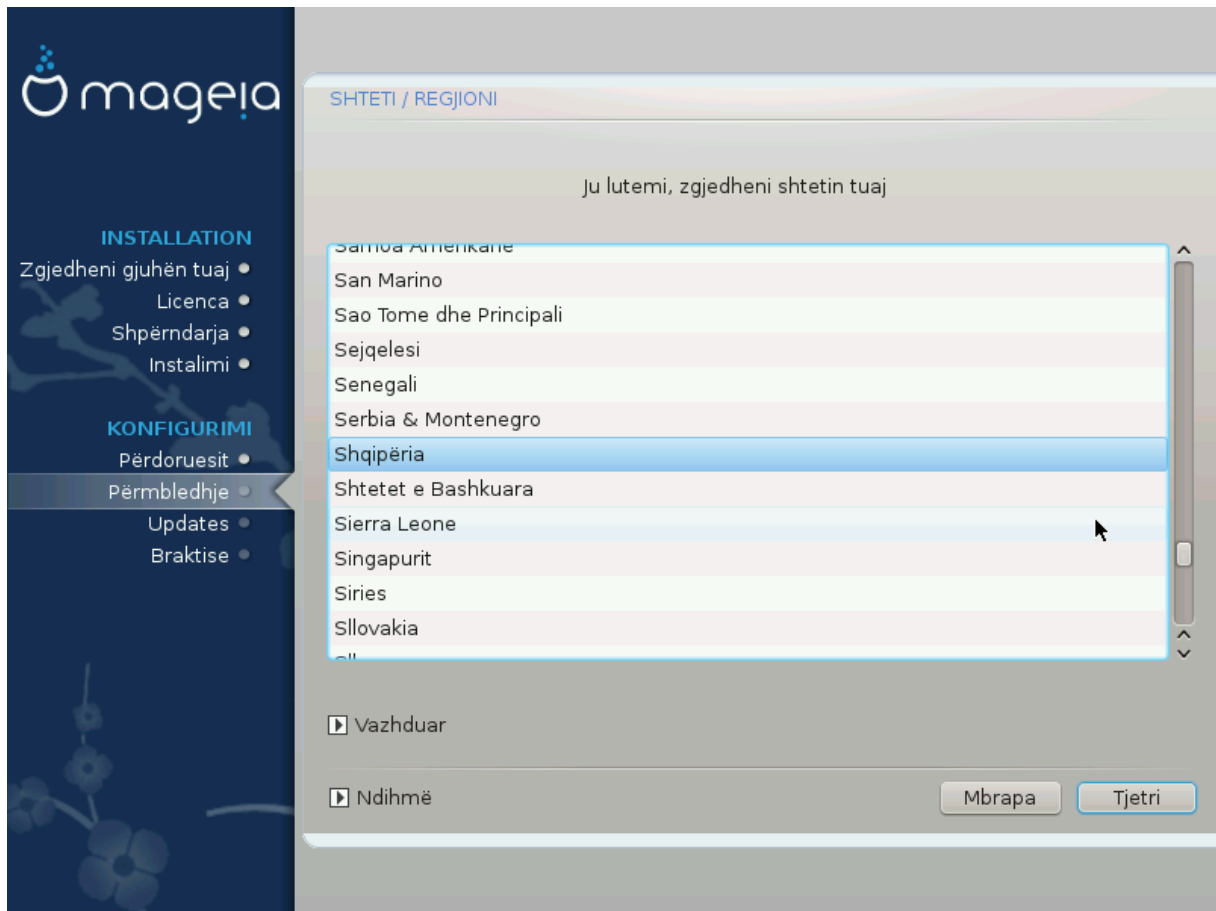 mageia
INSTALLATION
Zgjedheni gjuhën tuaj
Licenca
Shpërndarja
Instalimi
KONFIGURIMI
Përdoruesit
Përmbledhje
Updates
Braktise
SHTETI / REGJIONI
Ju lutemi, zgjedheni shtetin tuaj
Samoa Amerikane
San Marino
Sao Tome dhe Principali
Sejqelesi
Senegali
Serbia & Montenegro
Shqipëria
Shtetet e Bashkuara
Sierra Leone
Singapurit
Siries
Sllovakia
Vazhduar
Ndihmë
Mbrapa
Tjetri